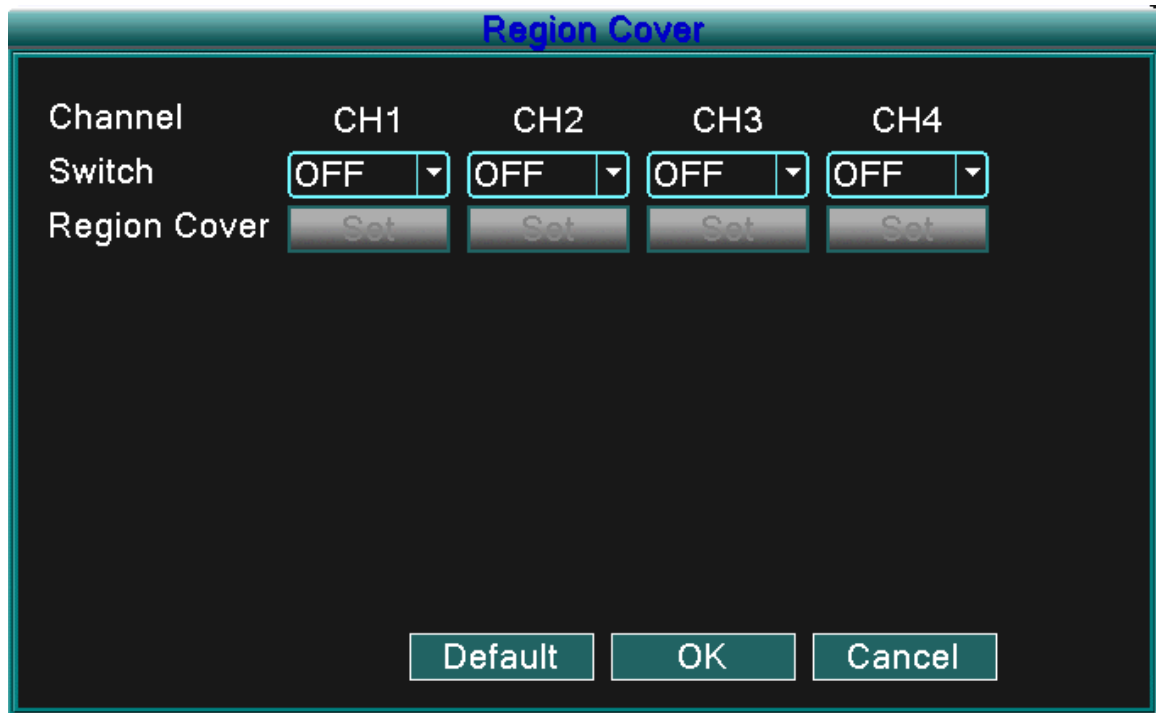 Region Cover
Channel CH1 CH2 CH3 CH4
Switch OFF OFF OFF OFF
Region Cover Set Set Set Set
Default OK Cancel